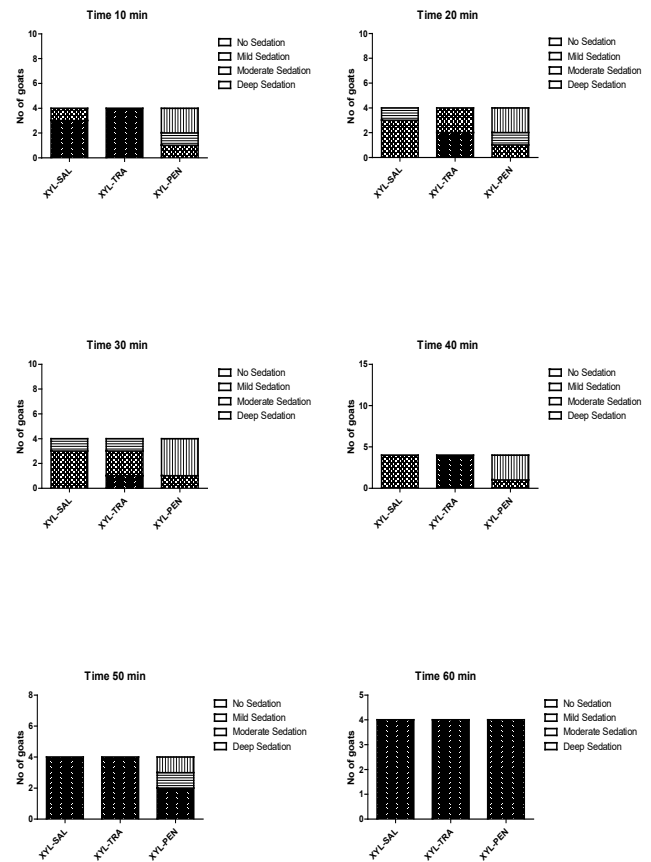 Time 10 min
No of goats
10
8
6
4
2
0
XYL-SAL
XYL-TRA
XYL-PEN
No Sedation
Mild Sedation
Moderate Sedation
Deep Sedation
Time 20 min
No of goats
10
8
6
4
2
0
XYL-SAL
XYL-TRA
XYL-PEN
No Sedation
Mild Sedation
Moderate Sedation
Deep Sedation
Time 30 min
No of goats
10
8
6
4
2
0
XYL-SAL
XYL-TRA
XYL-PEN
No Sedation
Mild Sedation
Moderate Sedation
Deep Sedation
Time 40 min
No of goats
15
10
5
0
XYL-SAL
XYL-TRA
XYL-PEN
No Sedation
Mild Sedation
Moderate Sedation
Deep Sedation
Time 50 min
No of goats
8
6
4
2
0
XYL-SAL
XYL-TRA
XYL-PEN
No Sedation
Mild Sedation
Moderate Sedation
Deep Sedation
Time 60 min
No of goats
5
4
3
2
1
0
XYL-SAL
XYL-TRA
XYL-PEN
No Sedation
Mild Sedation
Moderate Sedation
Deep Sedation